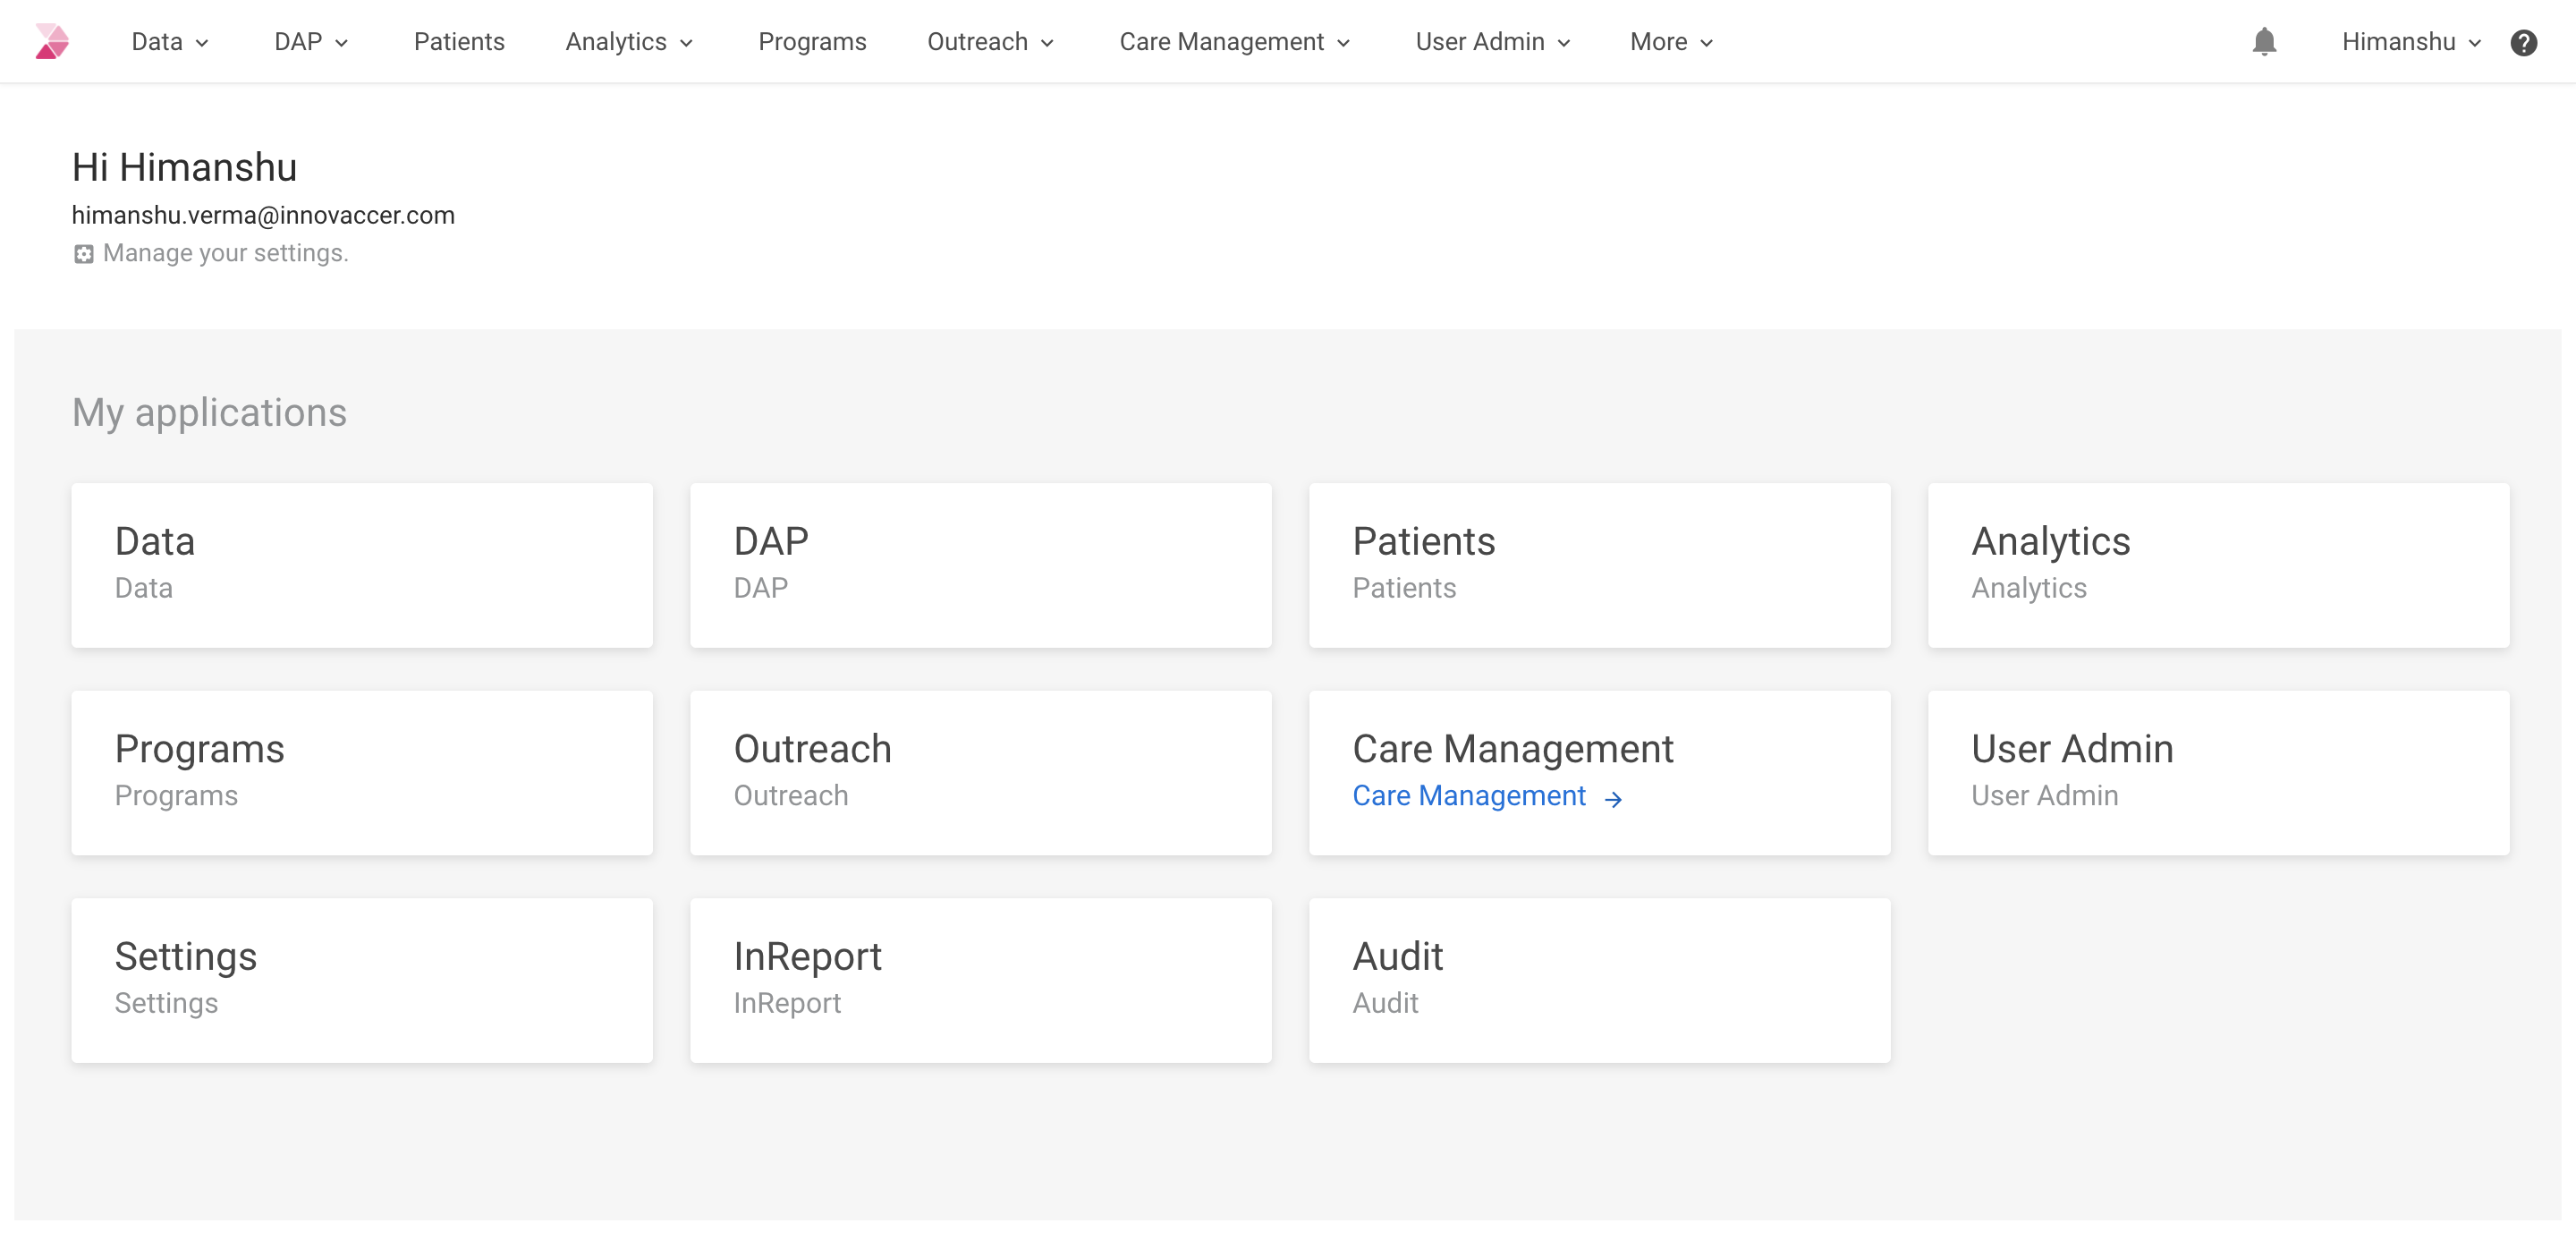 Data DAP Patients Analytics Programs Outreach Care Management User Admin More Himanshu ?
Hi Himanshu
himanshu.verma@innovaccer.com
Manage your settings.
My applications
Data DAP Patients Analytics
Data DAP Patients Analytics
Programs Outreach Care Management User Admin
Programs Outreach Care Management → User Admin
Settings InReport Audit
Settings InReport Audit